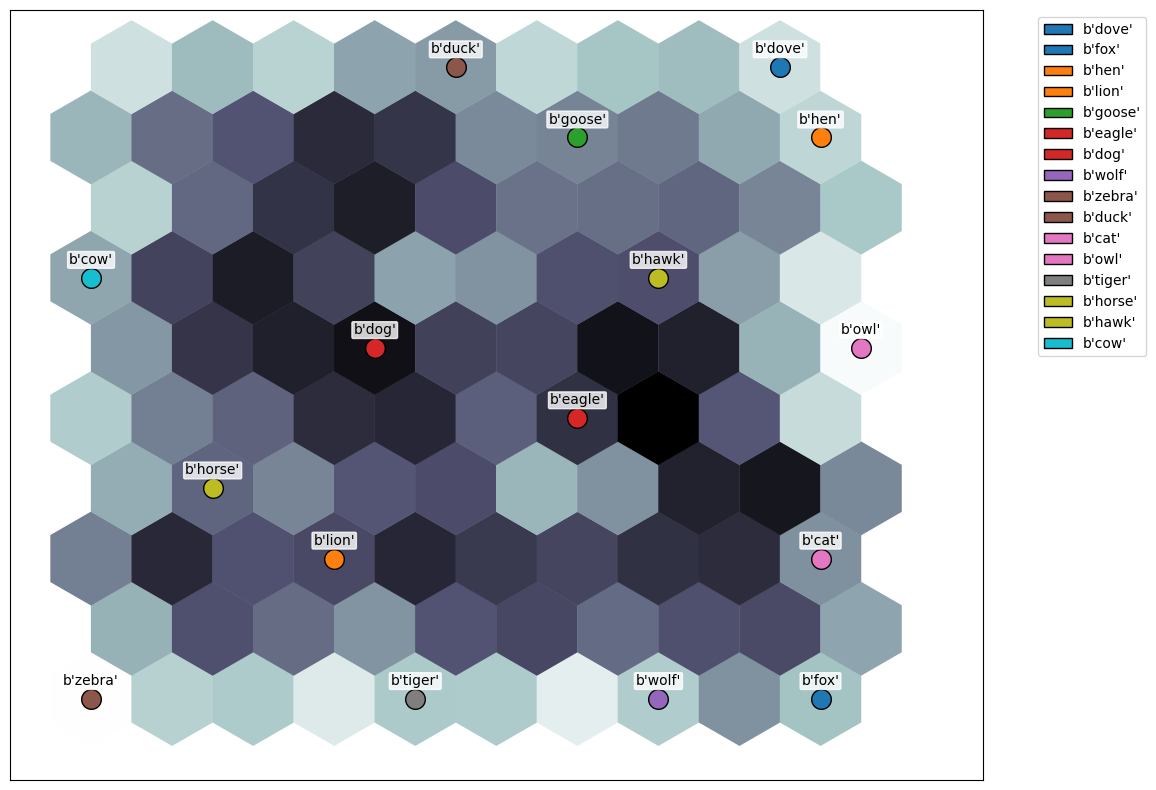 b'duck'
b'dove'
b'goose'
b'hen'
b'cow'
b'hawk'
b'dog'
b'owl'
b'eagle'
b'horse'
b'lion'
b'cat'
b'zebra'
b'tiger'
b'wolf'
b'fox'
b'dove'
b'fox'
b'hen'
b'lion'
b'goose'
b'eagle'
b'dog'
b'wolf'
b'zebra'
b'duck'
b'cat'
b'owl'
b'tiger'
b'horse'
b'hawk'
b'cow'